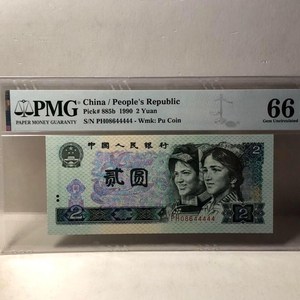 PMG
PAPER MONEY GUARANTY
China / People's Republic
Pick# 885b 1990 2 Yuan
S/N PH08644444 - Wmk: Pu Coin
66
Gem Uncirculated
中国人民银行
2
贰圆
2
2
PH08644444